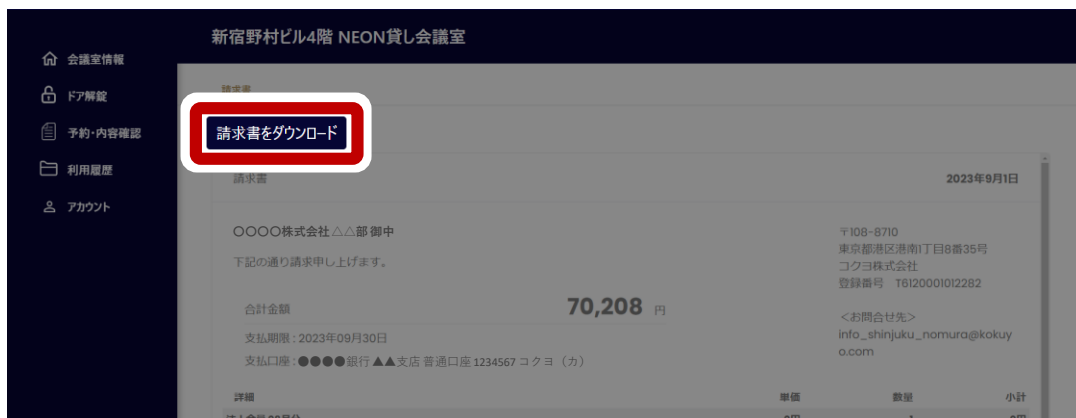 新宿野村ビル4階 NEON貸し会議室
会議室情報
ドア解錠
予約・内容確認
利用履歴
アカウント
請求書
請求書をダウンロード
請求書
2023年9月1日
〇〇〇〇株式会社△△部 御中
下記の通り請求申し上げます。
〒108-8710
東京都港区港南1丁目8番35号
コクヨ株式会社
登録番号 T6120001012282
<お問合せ先>
info_shinjuku_nomura@kokuy
o.com
合計金額 70,208 円
支払期限 : 2023年09月30日
支払口座 : ●●●●銀行 ▲▲支店 普通口座 1234567 コクヨ（カ）
詳細 単価 数量 小計